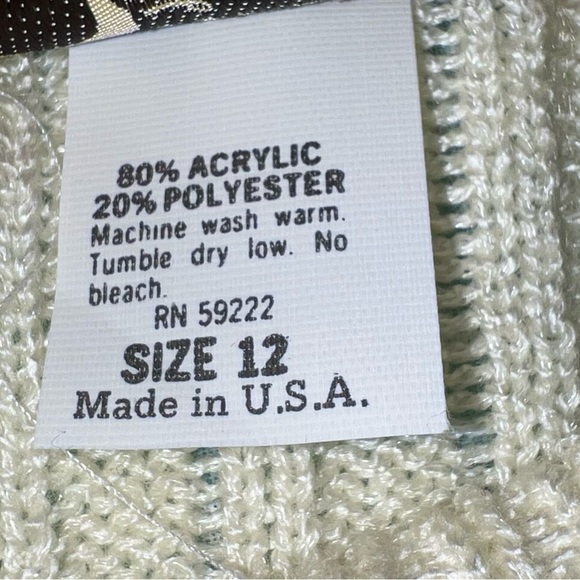 80% ACRYLIC
20% POLYESTER
Machine wash warm.
Tumble dry low. No
bleach.
RN 59222
SIZE 12
Made in U.S.A.